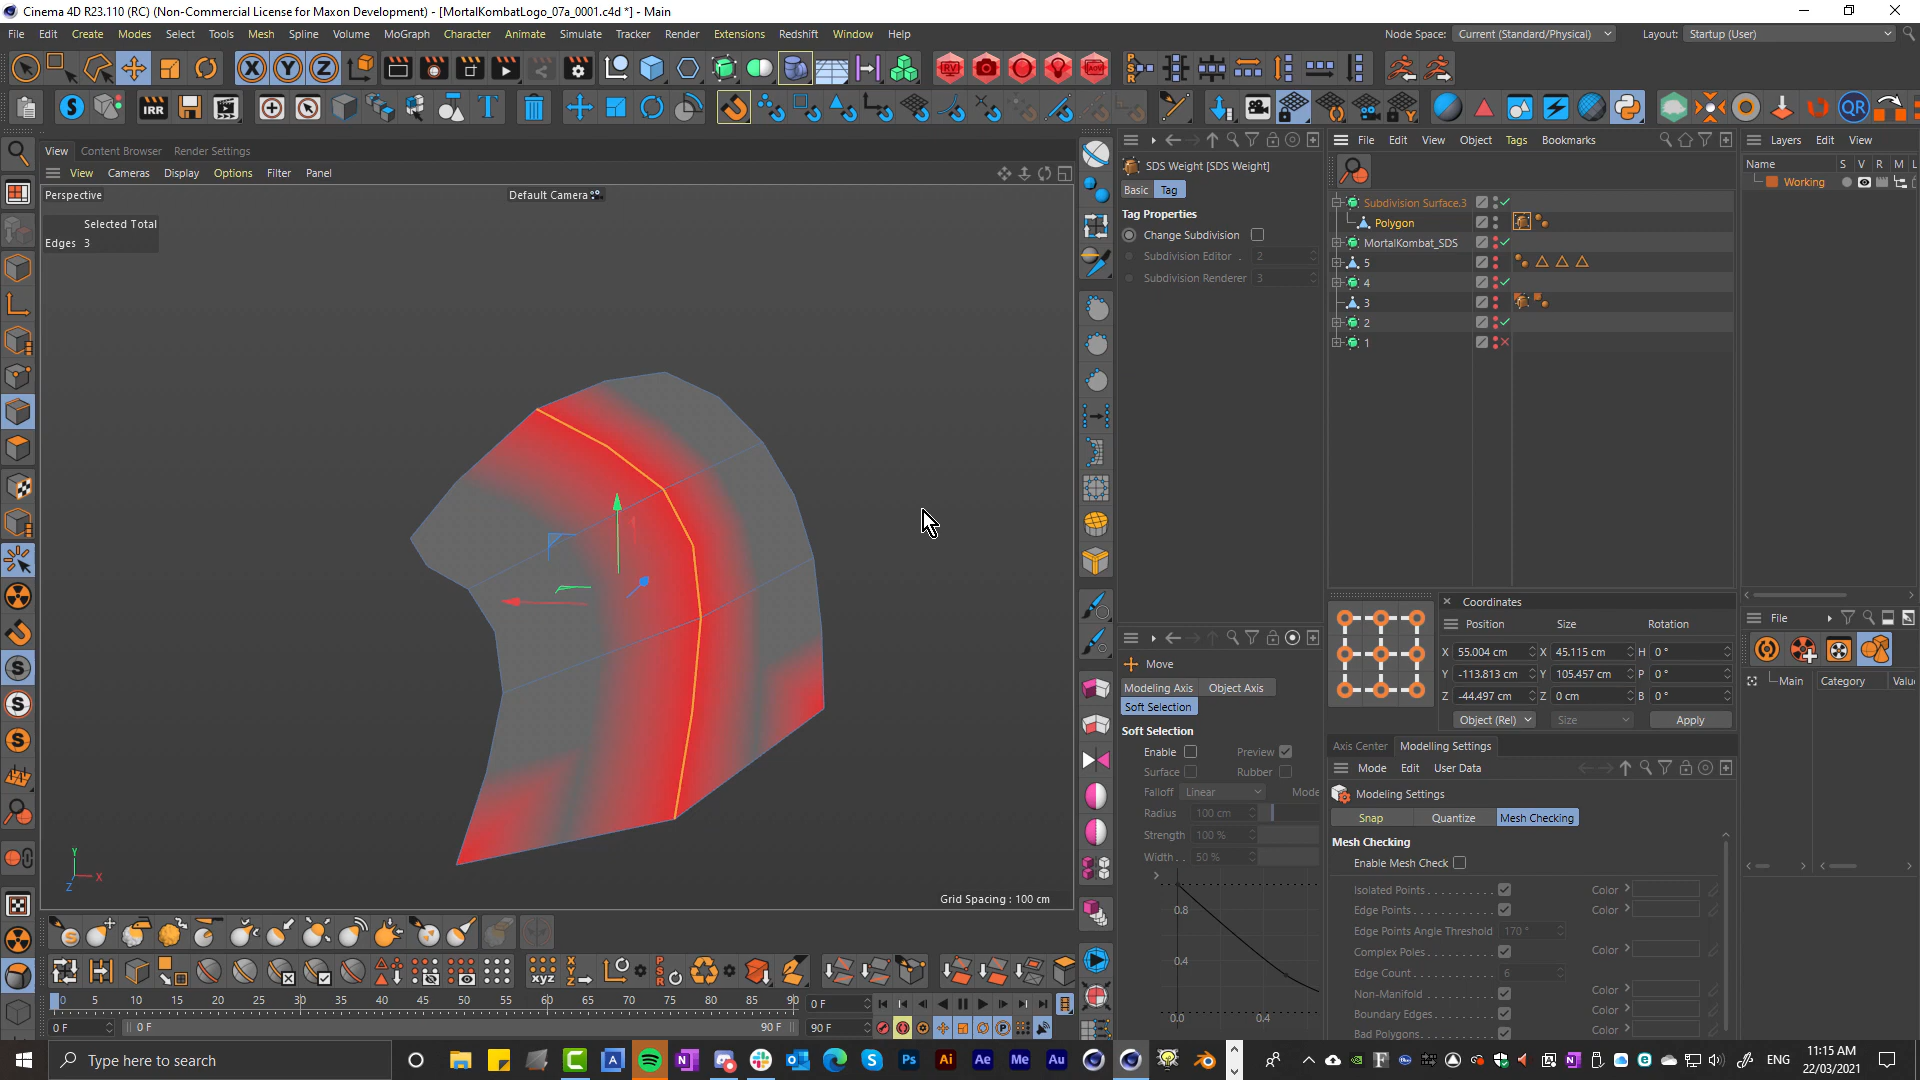 Cinema 4D R23.110 (RC) (Non-Commercial License for Maxon Development) - [MortalKombatLogo_07a_0001.c4d *] - Main
File Edit Create Modes Select Tools Mesh Spline Volume MoGraph Character Animate Simulate Tracker Render Extensions Redshift Window Help Node Space: Current (Standard/Physical) Layout: Startup (User)
View Content Browser Render Settings
View Cameras Display Options Filter Panel
Perspective Default Camera
Selected Total
Edges 3
Grid Spacing : 100 cm
SDS Weight [SDS Weight]
Basic Tag
Tag Properties
Change Subdivision
Subdivision Editor . 2
Subdivision Renderer 3
File Edit View Object Tags Bookmarks
Subdivision Surface.3
Polygon
MortalKombat_SDS
5
4
3
2
1
Layers Edit View
Name S V R M L
Working
Move
Modeling Axis Object Axis
Soft Selection
Soft Selection
Enable Preview
Surface Rubber
Falloff Linear Mode
Radius 100 cm
Strength 100 %
Width . . 50 %
0.8
0.4
0.0 0.4
Coordinates
Position Size Rotation
X 55.004 cm X 45.115 cm H 0 °
Y -113.813 cm Y 105.457 cm P 0 °
Z -44.497 cm Z 0 cm B 0 °
Object (Rel) Size Apply
Axis Center Modelling Settings
Mode Edit User Data
Modeling Settings
Snap Quantize Mesh Checking
Mesh Checking
Enable Mesh Check
Isolated Points Color
Edge Points Color
Edge Points Angle Threshold 170 °
Complex Poles Color
Edge Count 6
Non-Manifold Color
Boundary Edges Color
Bad Polygons Color
File
Main Category Valu
0 5 10 15 20 25 30 35 40 45 50 55 60 65 70 75 80 85 90 0 F
0 F 0 F 90 F 90 F
Type here to search
ENG 11:15 AM
22/03/2021